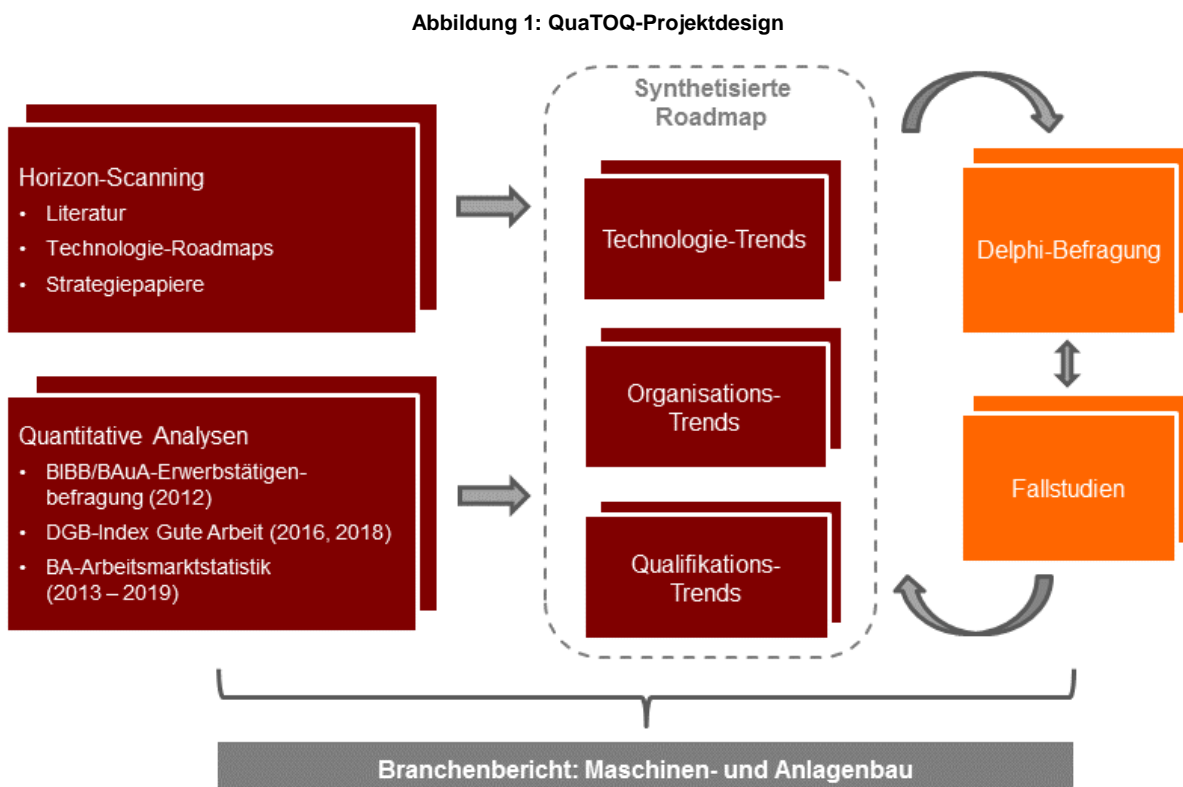 Abbildung 1: QuaTOQ-Projektdesign
Horizon-Scanning
• Literatur
• Technologie-Roadmaps
• Strategiepapiere
Quantitative Analysen
• BIBB/BAuA-Erwerbstätigen-
befragung (2012)
• DGB-Index Gute Arbeit (2016, 2018)
• BA-Arbeitsmarktstatistik
(2013 – 2019)
Synthetisierte
Roadmap
Technologie-Trends
Organisations-
Trends
Qualifikations-
Trends
Delphi-Befragung
Fallstudien
Branchenbericht: Maschinen- und Anlagenbau